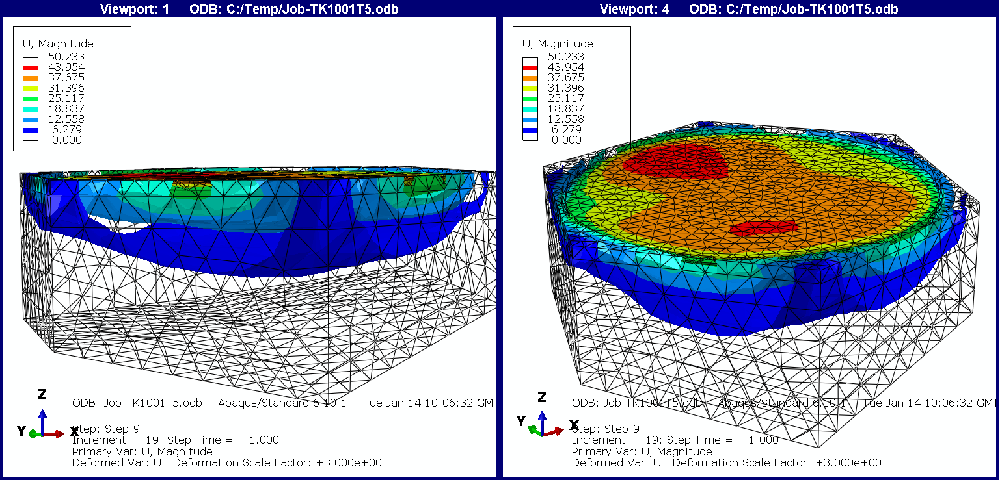 Viewport: 1 ODB: C:/Temp/Job-TK1001T5.odb
U, Magnitude
50.233
43.954
37.675
31.396
25.117
18.837
12.558
6.279
0.000
Z
Y
X
ODB: Job-TK1001T5.odb Abaqus/Standard 6.10-1 Tue Jan 14 10:06:32 GMT
Step: Step-9
Increment 19: Step Time = 1.000
Primary Var: U, Magnitude
Deformed Var: U Deformation Scale Factor: +3.000e+00
Viewport: 4 ODB: C:/Temp/Job-TK1001T5.odb
U, Magnitude
50.233
43.954
37.675
31.396
25.117
18.837
12.558
6.279
0.000
Z
Y
X
ODB: Job-TK1001T5.odb Abaqus/Standard 6.10-1 Tue Jan 14 10:06:32 GMT
Step: Step-9
Increment 19: Step Time = 1.000
Primary Var: U, Magnitude
Deformed Var: U Deformation Scale Factor: +3.000e+00